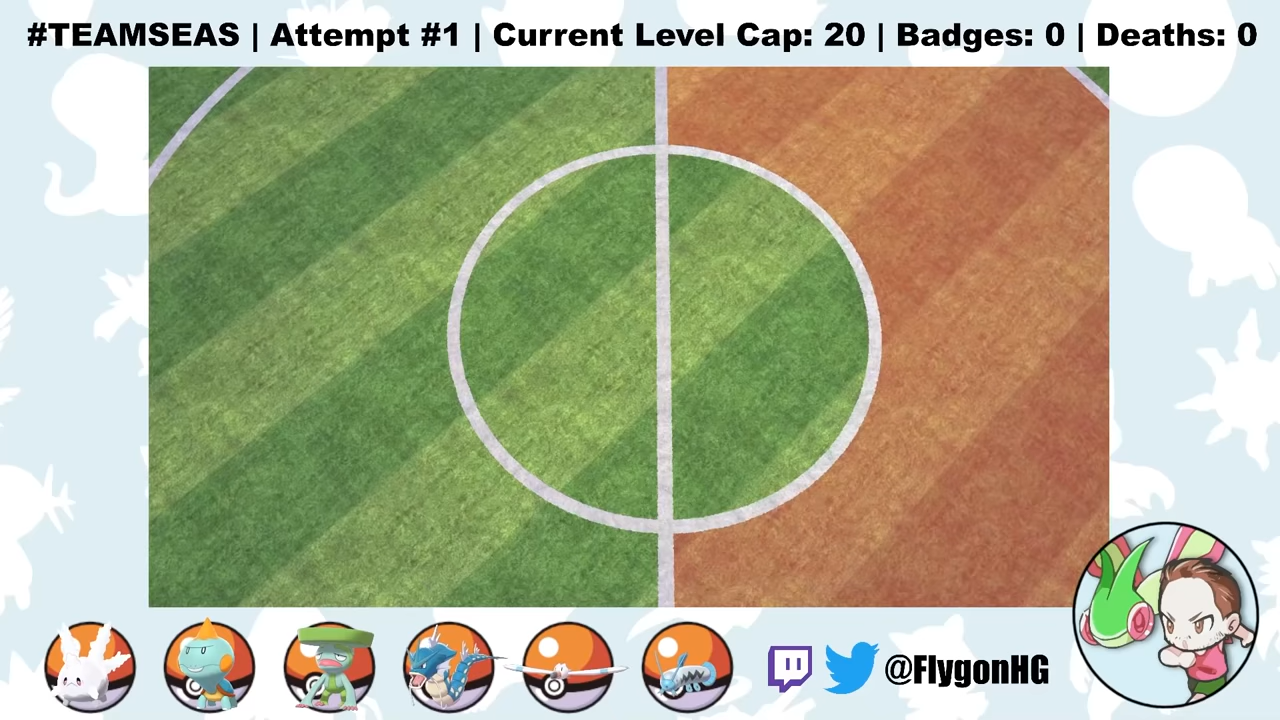 #TEAMSEAS | Attempt #1 | Current Level Cap: 20 | Badges: 0 | Deaths: 0
@FlygonHG